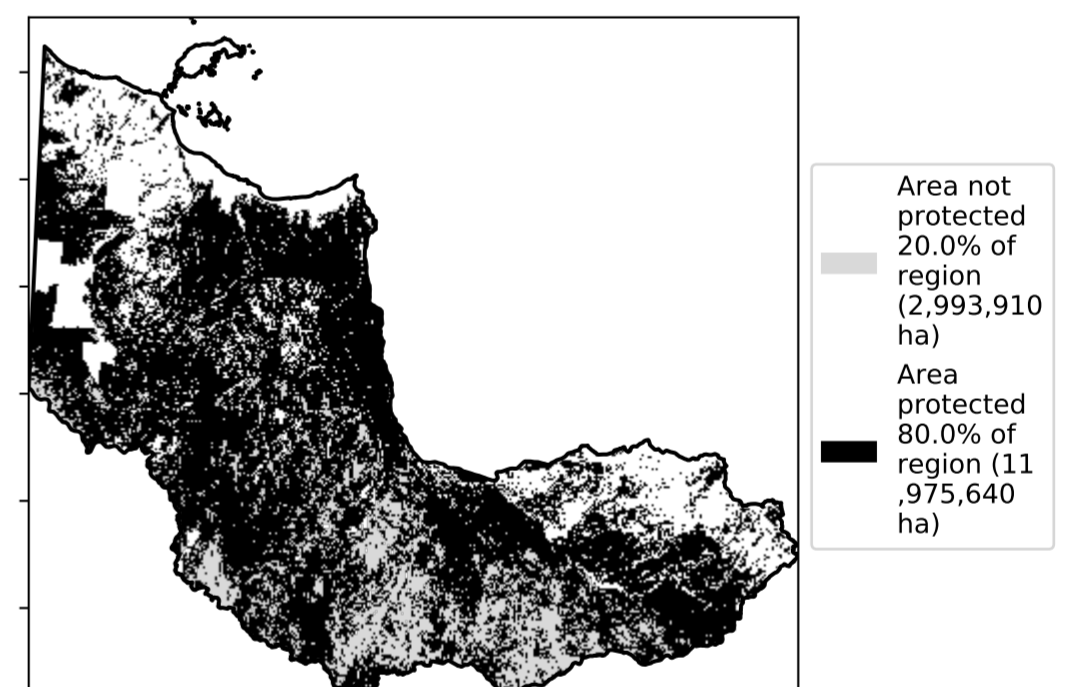 Area not
protected
20.0% of
region
(2,993,910
ha)
Area
protected
80.0% of
region (11
,975,640
ha)